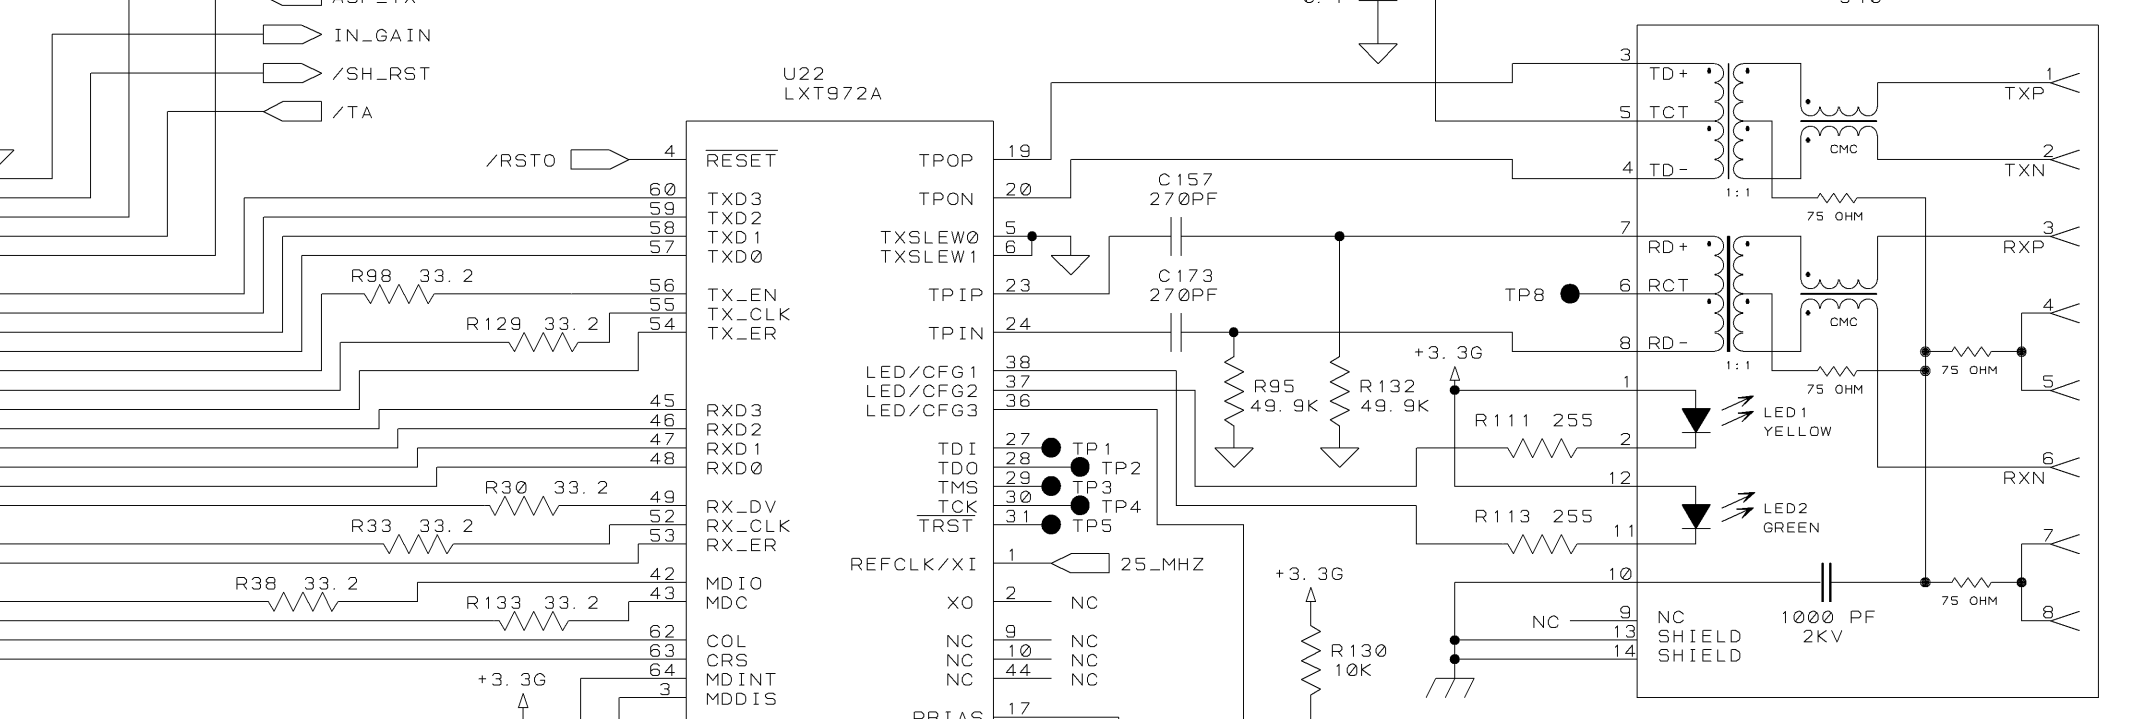 IN_GAIN
/SH_RST
/TA
U22
LXT972A
/RST0
4
RESET
60
TXD3
59
TXD2
58
TXD1
57
TXD0
R98 33.2
56
TX_EN
55
TX_CLK
R129 33.2
54
TX_ER
45
RXD3
46
RXD2
47
RXD1
48
RXD0
R30 33.2
49
RX_DV
R33 33.2
52
RX_CLK
53
RX_ER
R38 33.2
42
MDIO
R133 33.2
43
MDC
62
COL
63
CRS
+3.3G
64
MDINT
3
MDDIS
TPOP
19
TPON
20
TXSLEW0
5
TXSLEW1
6
TPIP
23
TPIN
24
LED/CFG1
38
LED/CFG2
37
LED/CFG3
36
TDI
27
TP1
TDO
28
TP2
TMS
29
TP3
TCK
30
TP4
TRST
31
TP5
REFCLK/XI
1
25_MHZ
XO
2
NC
NC
9
NC
NC
10
NC
NC
44
NC
RBIAS
17
C157
270PF
C173
270PF
R95
49.9K
R132
49.9K
+3.3G
R130
10K
TP8
+3.3G
R111 255
R113 255
3
TD+
5
TCT
4
TD-
7
RD+
6
RCT
8
RD-
1
2
12
11
10
NC
9
NC
13
SHIELD
14
SHIELD
1:1
CMC
75 OHM
1:1
CMC
75 OHM
75 OHM
LED1
YELLOW
LED2
GREEN
1000 PF
2KV
75 OHM
1
TXP
2
TXN
3
RXP
4
5
6
RXN
7
8